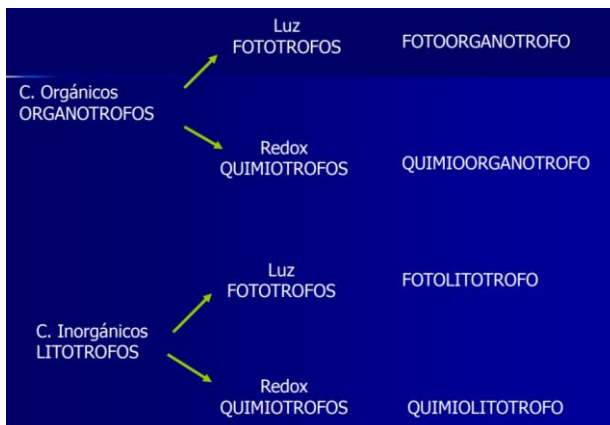 Luz
FOTOTROFOS
FOTOORGANOTROFO
C. Orgánicos
ORGANOTROFOS
Redox
QUIMIOTROFOS
QUIMIOORGANOTROFO
Luz
FOTOTROFOS
FOTOLITOTROFO
C. Inorgánicos
LITOTROFOS
Redox
QUIMIOTROFOS
QUIMIOLITOTROFO